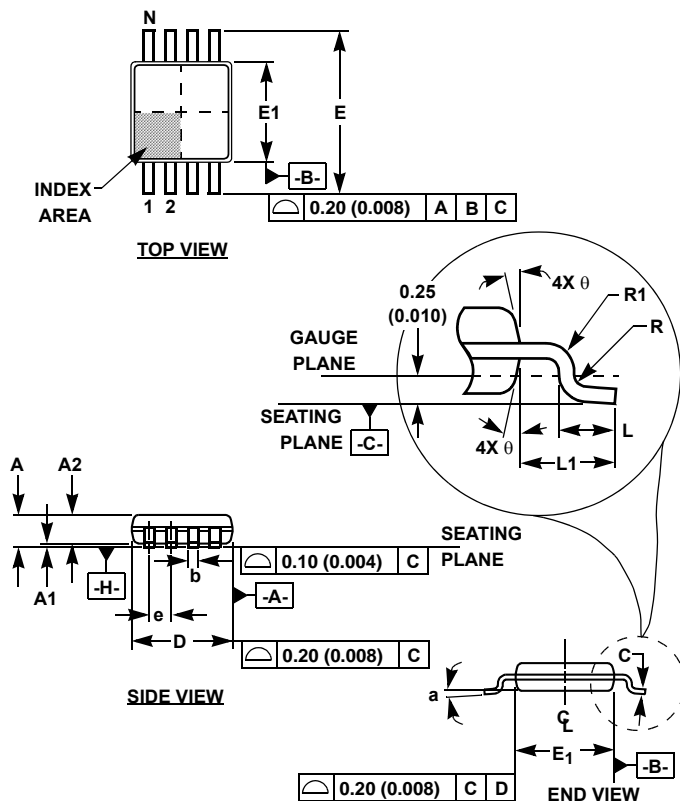 N
E1
E
-B-
INDEX
AREA
1 2
0.20 (0.008) A B C
TOP VIEW
0.25
(0.010)
4X θ
R1
R
GAUGE
PLANE
SEATING
PLANE
-C-
4X θ
L
L1
A A2
SEATING
PLANE
A1
-H-
b
0.10 (0.004) C
-A-
e
D
0.20 (0.008) C
SIDE VIEW
C
a
CL
E1
-B-
0.20 (0.008) C D
END VIEW